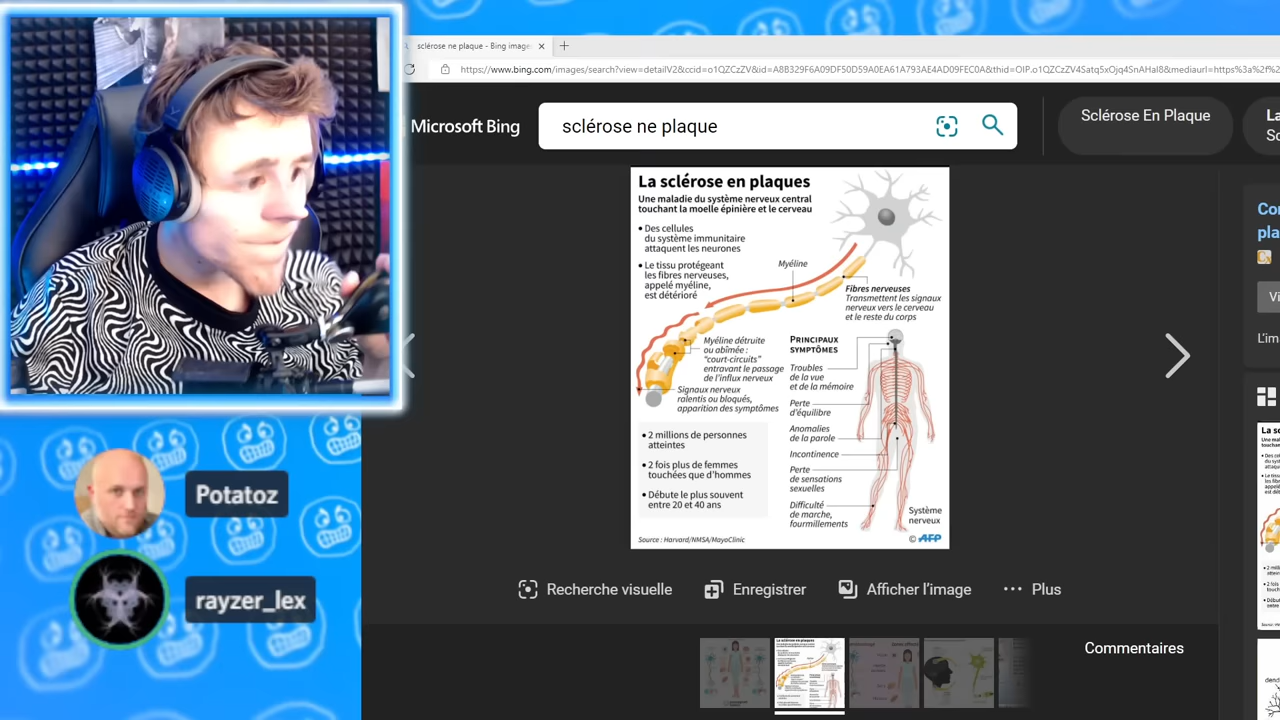 sclérose ne plaque - Bing image
https://www.bing.com/images/search?view=detailV2&ccid=o1QZCzZV&id=A8B329F6A09DF50D59A0EA61A793AE4AD09FEC0A&thid=OIP.o1QZCzZV4Satq5xOjq4SnAHaI8&mediaurl=https%3a%2f%2
Microsoft Bing
sclérose ne plaque
Sclérose En Plaque
La
Sc
La sclérose en plaques
Une maladie du système nerveux central
touchant la moelle épinière et le cerveau
• Des cellules
du système immunitaire
attaquent les neurones
• Le tissu protégeant
les fibres nerveuses,
appelé myéline,
est détérioré
Myéline
Fibres nerveuses
Transmettent les signaux
nerveux vers le cerveau
et le reste du corps
Myéline détruite
ou abîmée :
“court-circuits”
entravant le passage
de l'influx nerveux
Signaux nerveux
ralentis ou bloqués,
apparition des symptômes
PRINCIPAUX
SYMPTÔMES
Troubles
de la vue
et de la mémoire
Perte
d'équilibre
Anomalies
de la parole
Incontinence
Perte
de sensations
sexuelles
Difficulté
de marche,
fourmillements
Système
nerveux
• 2 millions de personnes
atteintes
• 2 fois plus de femmes
touchées que d'hommes
• Débute le plus souvent
entre 20 et 40 ans
Source : Harvard/NMSA/MayoClinic
© AFP
Con
pla
Vi
L'im
Recherche visuelle
Enregistrer
Afficher l'image
Plus
Commentaires
Potatoz
rayzer_lex